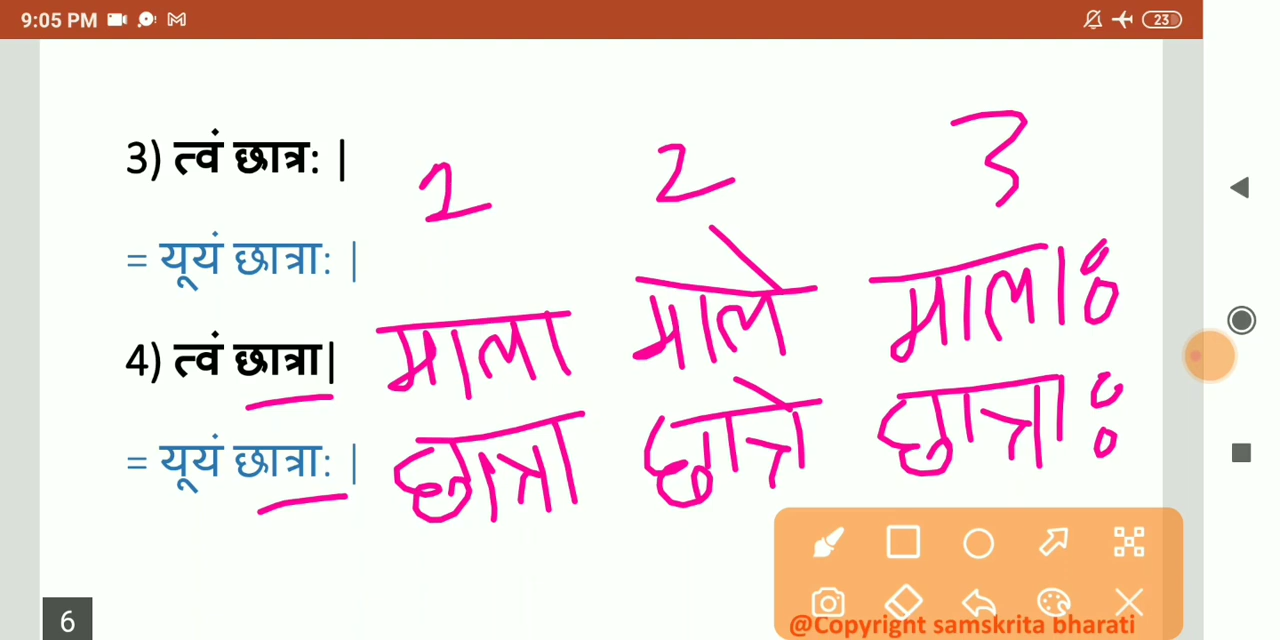 9:05 PM 23
3) त्वं छात्र: |
1 2 3
= यूयं छात्रा: |
माला माले मालाः
4) त्वं छात्रा|
छात्रा छात्रे छात्राः
= यूयं छात्रा: |
6
@Copyright samskrita bharati